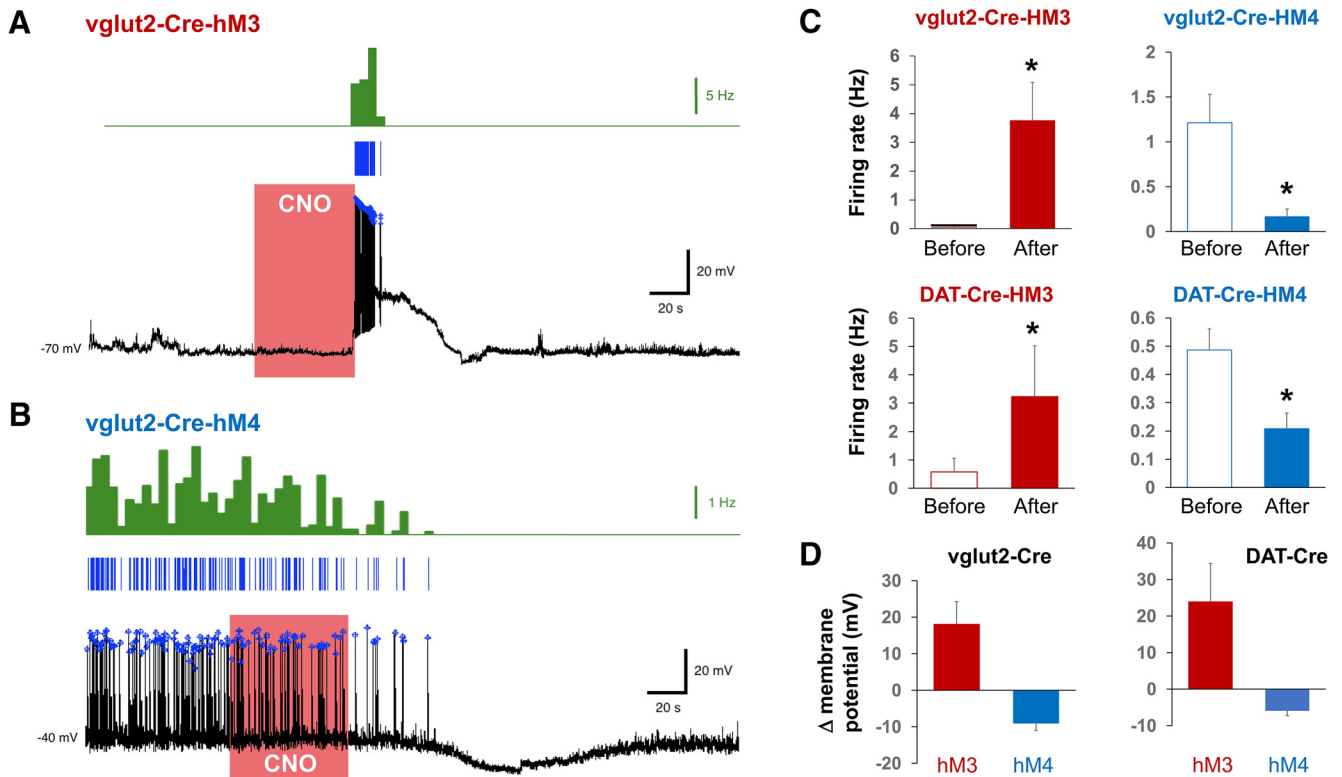 A
vglut2-Cre-hM3
5 Hz
CNO
20 mV
20 s
-70 mV
B
vglut2-Cre-hM4
1 Hz
20 mV
20 s
-40 mV
CNO
C
vglut2-Cre-HM3
Firing rate (Hz)
6
5
4
3
2
1
0
*
Before After
vglut2-Cre-HM4
2
1.5
1
0.5
0
*
Before After
DAT-Cre-HM3
Firing rate (Hz)
6
5
4
3
2
1
0
*
Before After
DAT-Cre-HM4
0.6
0.5
0.4
0.3
0.2
0.1
0
*
Before After
D
vglut2-Cre
Δ membrane
potential (mV)
30
20
10
0
-10
-20
hM3 hM4
DAT-Cre
40
30
20
10
0
-10
hM3 hM4